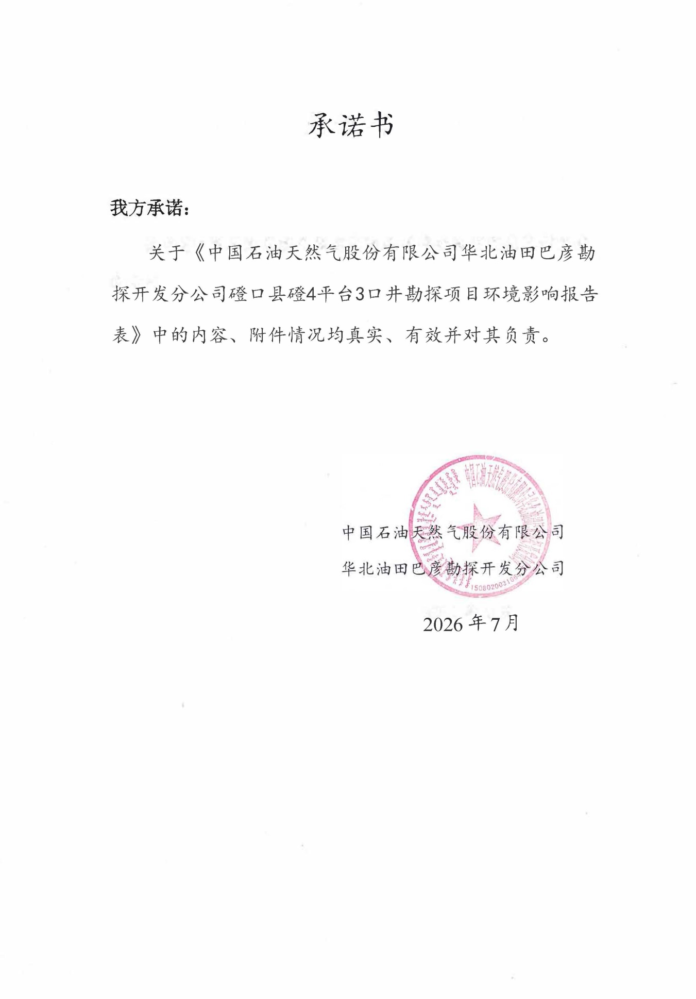 承诺书
我方承诺:
关于《中国石油天然气股份有限公司华北油田巴彦勘
探开发分公司磴口县磴4平台3口井勘探项目环境影响报告
表》中的内容、附件情况均真实、有效并对其负责。
中国石油天然气股份有限公司
华北油田巴彦勘探开发分公司
2026 年 7 月